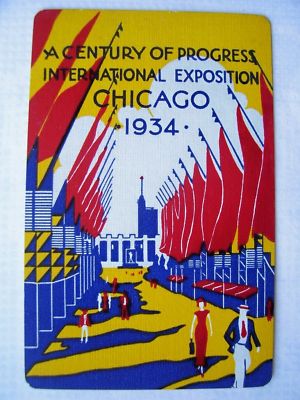 A CENTURY OF PROGRESS
INTERNATIONAL EXPOSITION
CHICAGO
·1934·